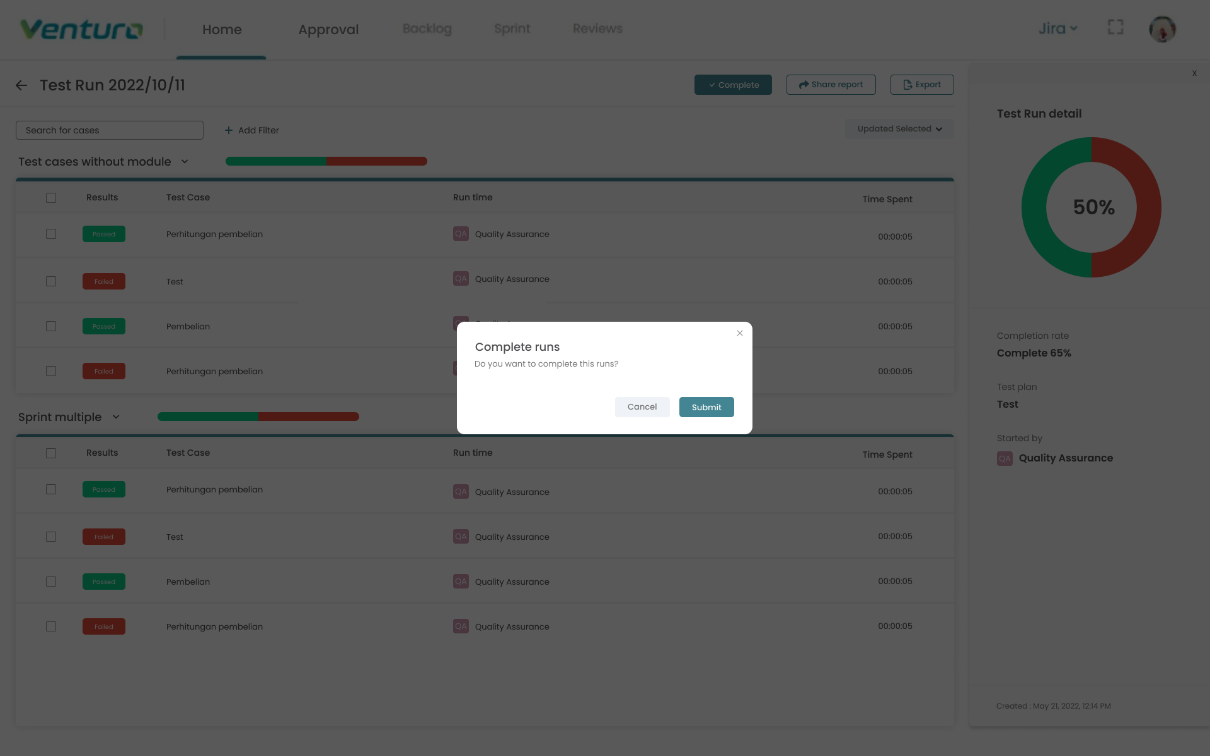 Venturo
Home
Approval
Backlog
Sprint
Reviews
Jira
Test Run 2022/10/11
Complete
Share report
Export
Search for cases
Add Filter
Updated Selected
Test cases without module
Results Test Case Run time Time Spent
Passed Perhitungan pembelian QA Quality Assurance 00:00:05
Failed Test QA Quality Assurance 00:00:05
Passed Pembelian 00:00:05
Failed Perhitungan pembelian 00:00:05
Complete runs
Do you want to complete this runs?
Cancel
Submit
Sprint multiple
Results Test Case Run time Time Spent
Passed Perhitungan pembelian QA Quality Assurance 00:00:05
Failed Test QA Quality Assurance 00:00:05
Passed Pembelian QA Quality Assurance 00:00:05
Failed Perhitungan pembelian QA Quality Assurance 00:00:05
x
Test Run detail
50%
Completion rate
Complete 65%
Test plan
Test
Started by
QA Quality Assurance
Created : May 21, 2022, 12.14 PM